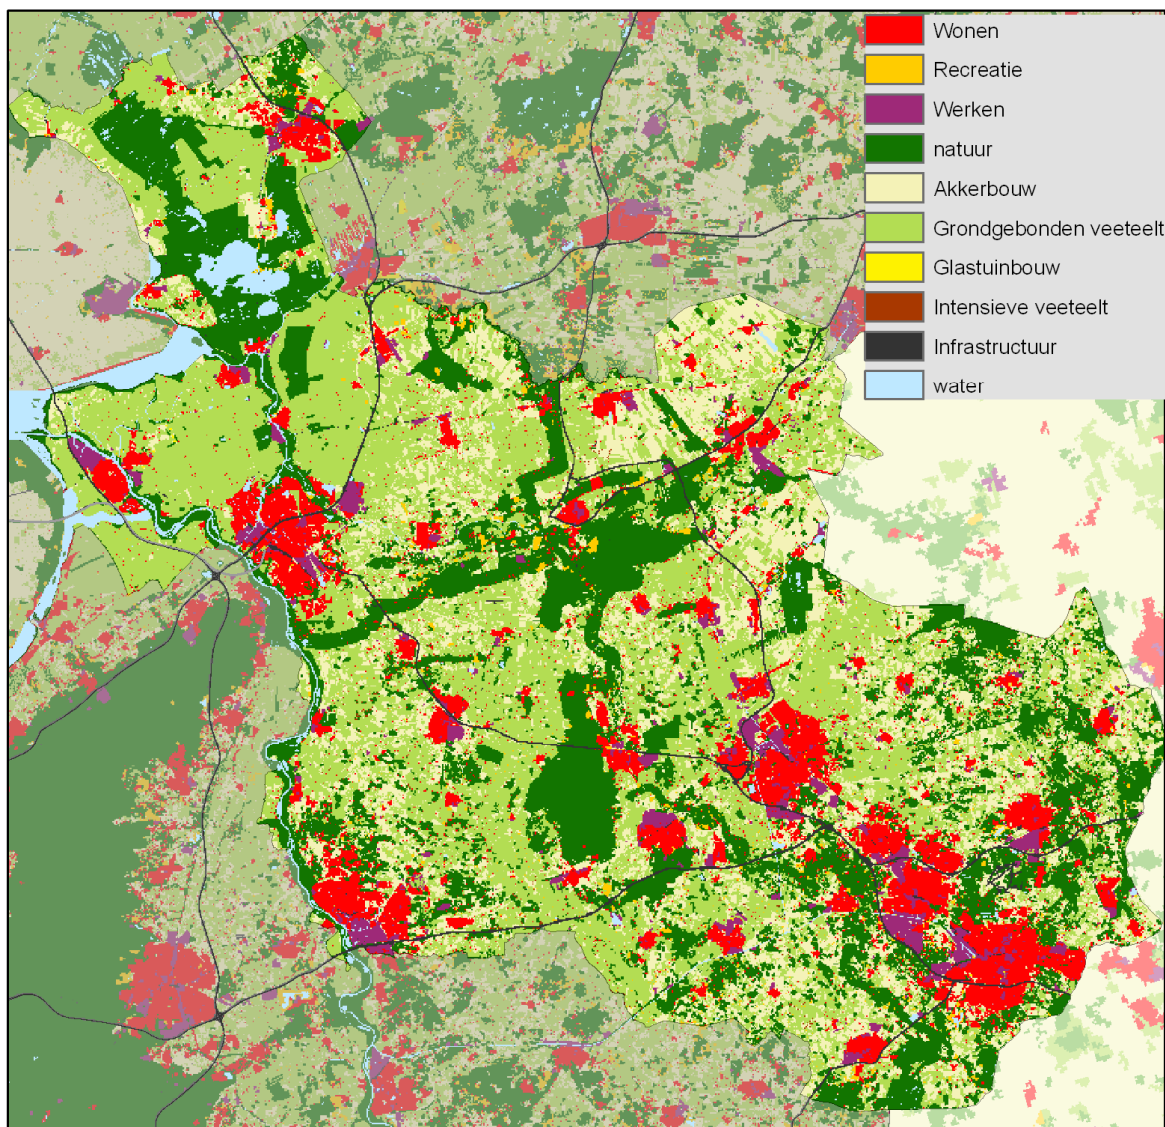 Wonen
Recreatie
Werken
natuur
Akkerbouw
Grondgebonden veeteelt
Glastuinbouw
Intensieve veeteelt
Infrastructuur
water